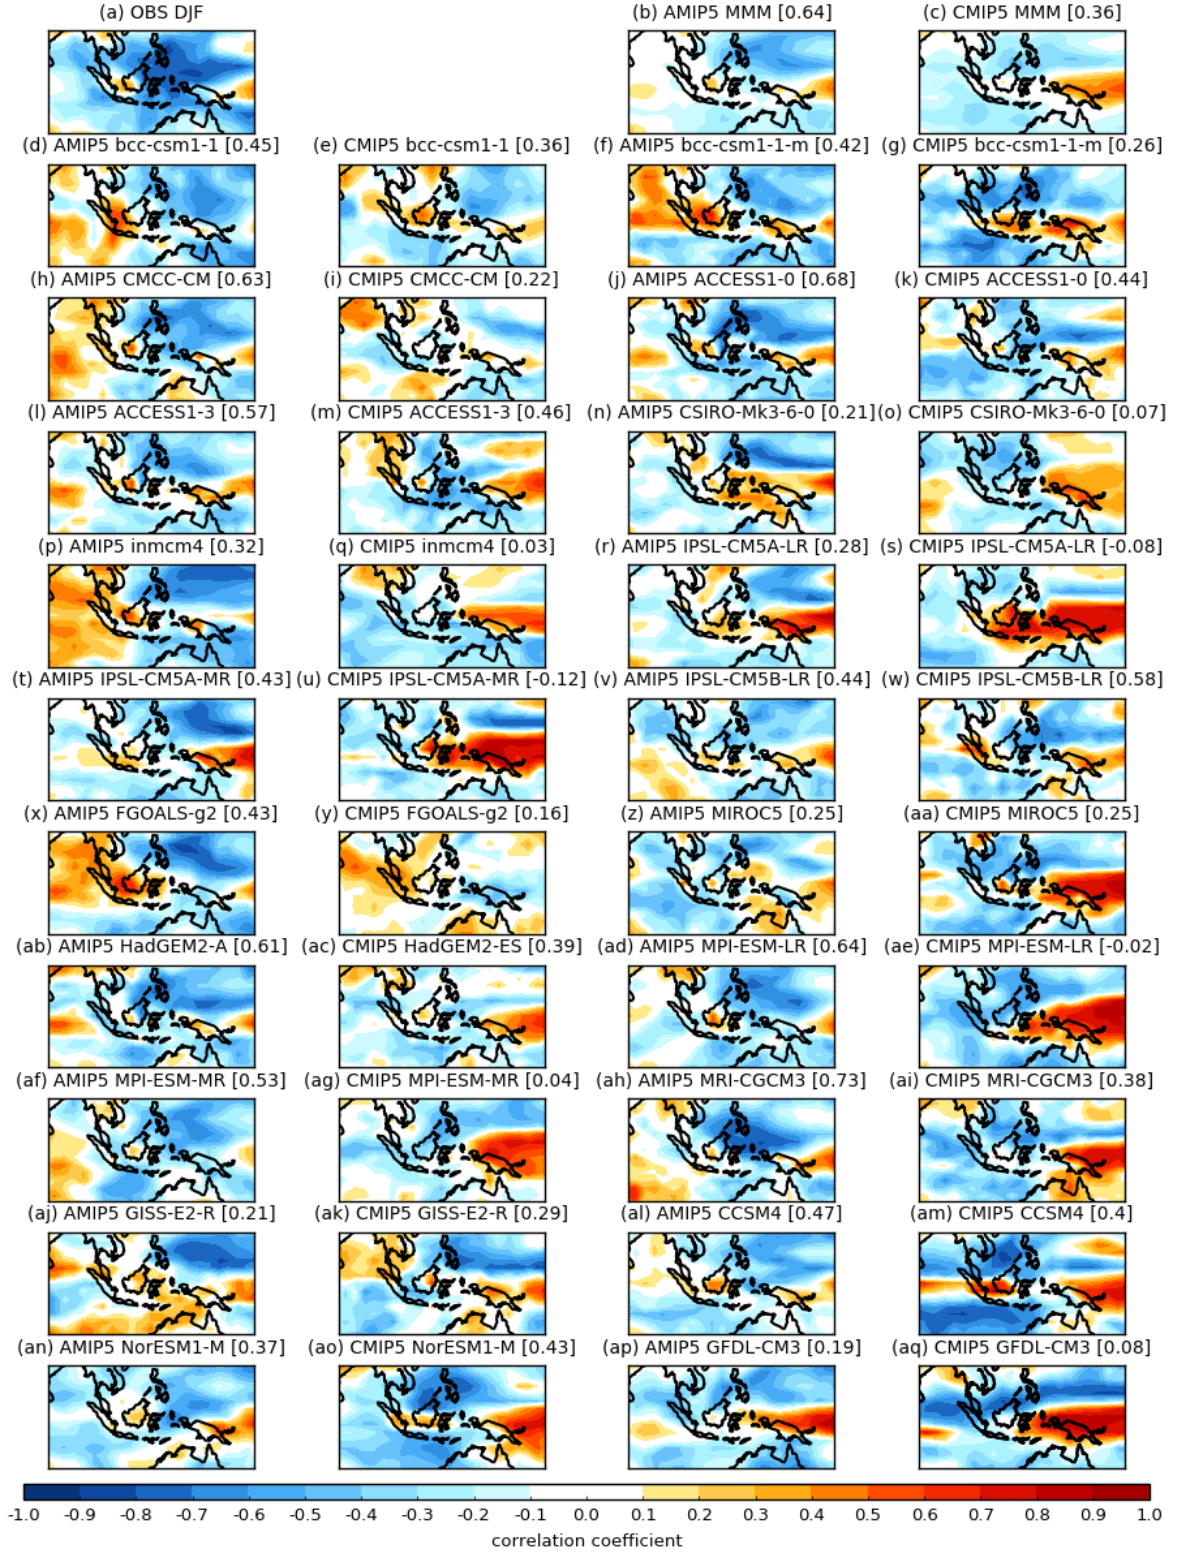 (a) OBS DJF
(b) AMIP5 MMM [0.64]
(c) CMIP5 MMM [0.36]
(d) AMIP5 bcc-csm1-1 [0.45]
(e) CMIP5 bcc-csm1-1 [0.36]
(f) AMIP5 bcc-csm1-1-m [0.42]
(g) CMIP5 bcc-csm1-1-m [0.26]
(h) AMIP5 CMCC-CM [0.63]
(i) CMIP5 CMCC-CM [0.22]
(j) AMIP5 ACCESS1-0 [0.68]
(k) CMIP5 ACCESS1-0 [0.44]
(l) AMIP5 ACCESS1-3 [0.57]
(m) CMIP5 ACCESS1-3 [0.46]
(n) AMIP5 CSIRO-Mk3-6-0 [0.21]
(o) CMIP5 CSIRO-Mk3-6-0 [0.07]
(p) AMIP5 inmcm4 [0.32]
(q) CMIP5 inmcm4 [0.03]
(r) AMIP5 IPSL-CM5A-LR [0.28]
(s) CMIP5 IPSL-CM5A-LR [-0.08]
(t) AMIP5 IPSL-CM5A-MR [0.43]
(u) CMIP5 IPSL-CM5A-MR [-0.12]
(v) AMIP5 IPSL-CM5B-LR [0.44]
(w) CMIP5 IPSL-CM5B-LR [0.58]
(x) AMIP5 FGOALS-g2 [0.43]
(y) CMIP5 FGOALS-g2 [0.16]
(z) AMIP5 MIROC5 [0.25]
(aa) CMIP5 MIROC5 [0.25]
(ab) AMIP5 HadGEM2-A [0.61]
(ac) CMIP5 HadGEM2-ES [0.39]
(ad) AMIP5 MPI-ESM-LR [0.64]
(ae) CMIP5 MPI-ESM-LR [-0.02]
(af) AMIP5 MPI-ESM-MR [0.53]
(ag) CMIP5 MPI-ESM-MR [0.04]
(ah) AMIP5 MRI-CGCM3 [0.73]
(ai) CMIP5 MRI-CGCM3 [0.38]
(aj) AMIP5 GISS-E2-R [0.21]
(ak) CMIP5 GISS-E2-R [0.29]
(al) AMIP5 CCSM4 [0.47]
(am) CMIP5 CCSM4 [0.4]
(an) AMIP5 NorESM1-M [0.37]
(ao) CMIP5 NorESM1-M [0.43]
(ap) AMIP5 GFDL-CM3 [0.19]
(aq) CMIP5 GFDL-CM3 [0.08]
-1.0 -0.9 -0.8 -0.7 -0.6 -0.5 -0.4 -0.3 -0.2 -0.1 0.0 0.1 0.2 0.3 0.4 0.5 0.6 0.7 0.8 0.9 1.0
correlation coefficient